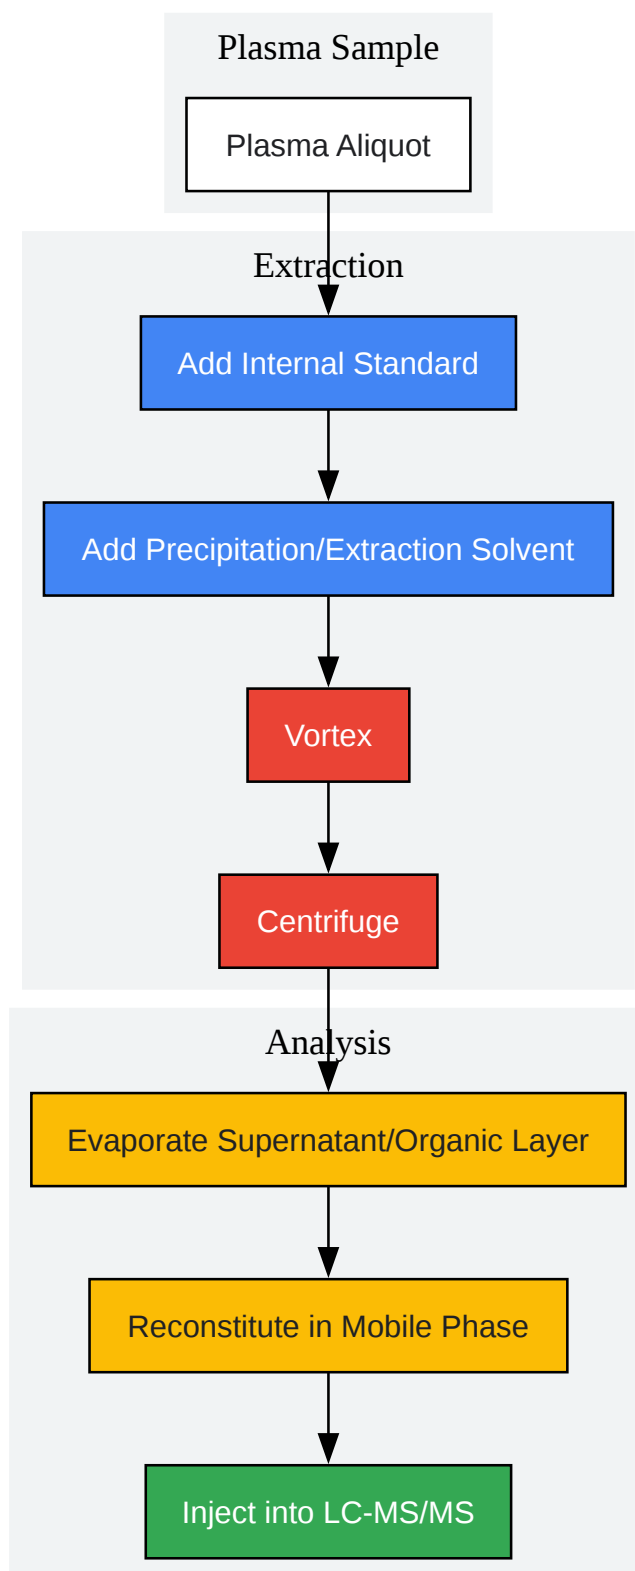 Plasma Sample
Plasma Aliquot
Extraction
Add Internal Standard
Add Precipitation/Extraction Solvent
Vortex
Centrifuge
Analysis
Evaporate Supernatant/Organic Layer
Reconstitute in Mobile Phase
Inject into LC-MS/MS